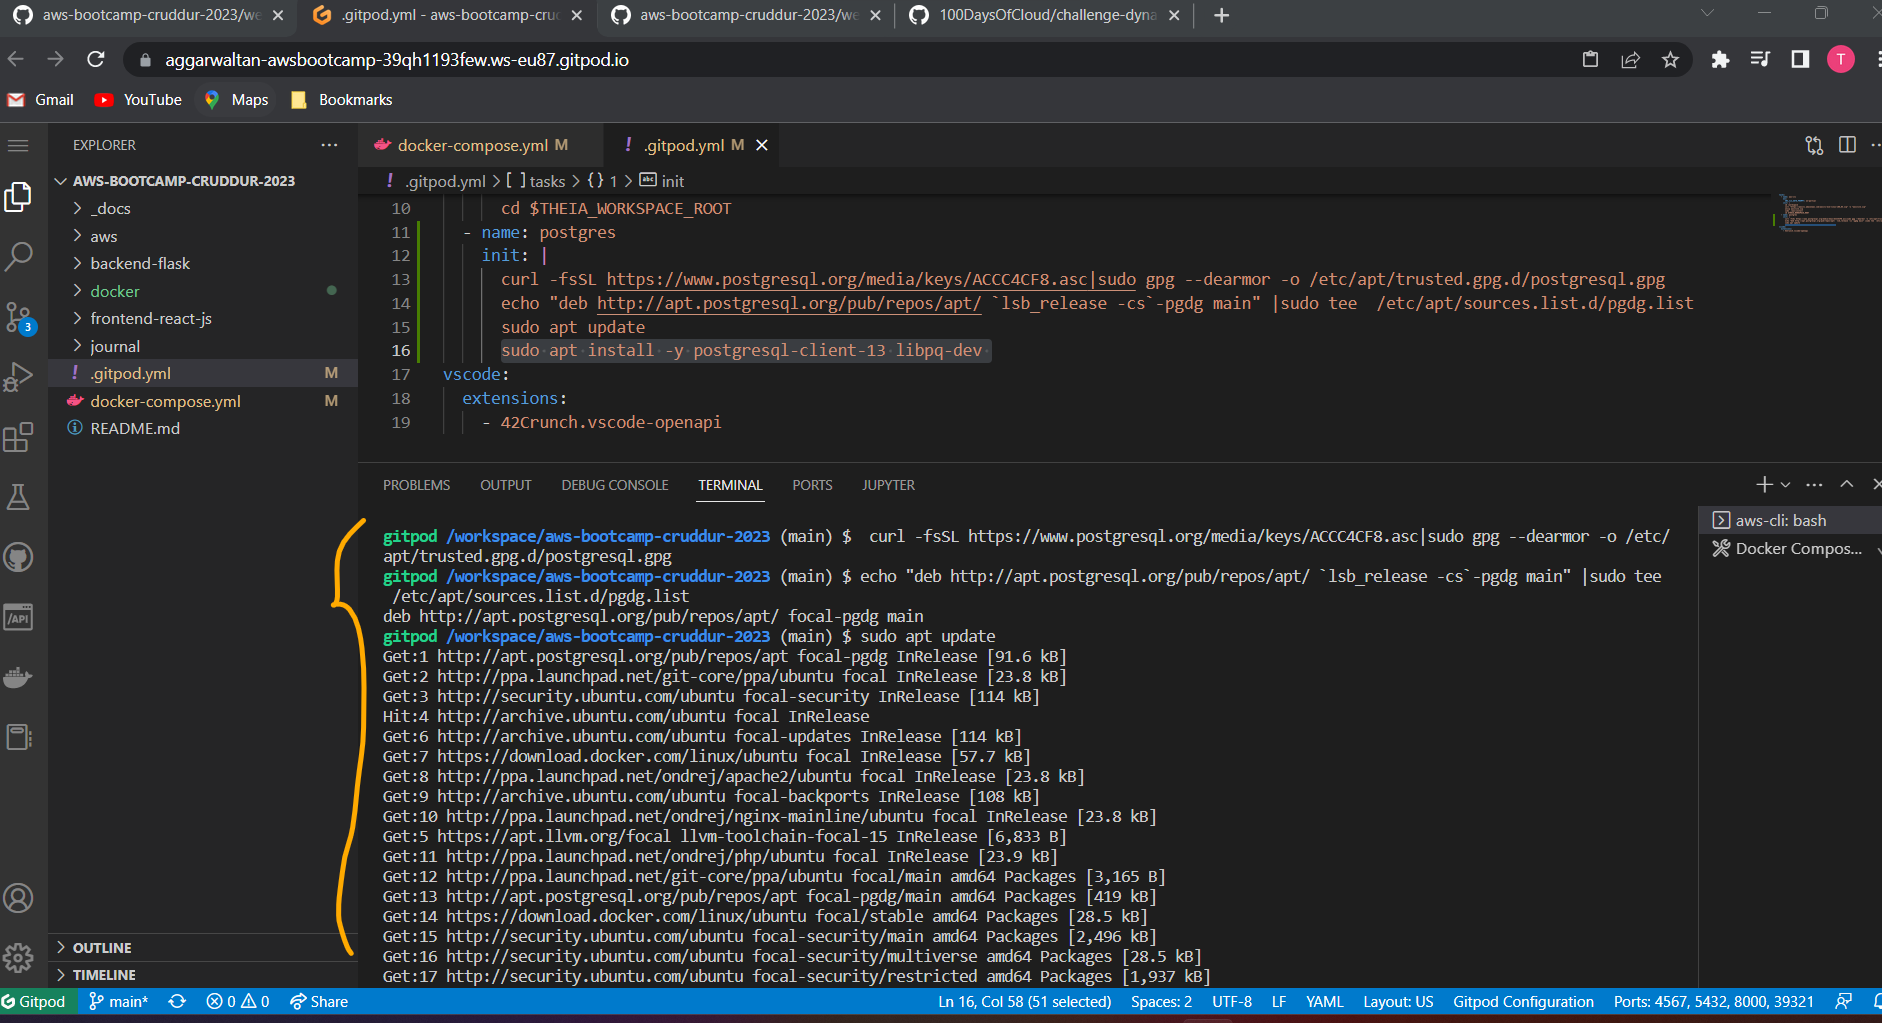 aws-bootcamp-cruddur-2023/we
.gitpod.yml - aws-bootcamp-cruc
aws-bootcamp-cruddur-2023/we
100DaysOfCloud/challenge-dyna
aggarwaltan-awsbootcamp-39qh1193few.ws-eu87.gitpod.io
T
Gmail
YouTube
Maps
Bookmarks
EXPLORER
AWS-BOOTCAMP-CRUDDUR-2023
_docs
aws
backend-flask
docker
frontend-react-js
journal
! .gitpod.yml M
docker-compose.yml M
README.md
OUTLINE
TIMELINE
3
/API
docker-compose.yml M
! .gitpod.yml M
! .gitpod.yml > [ ] tasks > {} 1 > abc init
10 cd $THEIA_WORKSPACE_ROOT
11 - name: postgres
12 init: |
13 curl -fsSL https://www.postgresql.org/media/keys/ACCC4CF8.asc|sudo gpg --dearmor -o /etc/apt/trusted.gpg.d/postgresql.gpg
14 echo "deb http://apt.postgresql.org/pub/repos/apt/ `lsb_release -cs`-pgdg main" |sudo tee  /etc/apt/sources.list.d/pgdg.list
15 sudo apt update
16 sudo apt install -y postgresql-client-13 libpq-dev
17 vscode:
18 extensions:
19 - 42Crunch.vscode-openapi
PROBLEMS OUTPUT DEBUG CONSOLE TERMINAL PORTS JUPYTER
gitpod /workspace/aws-bootcamp-cruddur-2023 (main) $  curl -fsSL https://www.postgresql.org/media/keys/ACCC4CF8.asc|sudo gpg --dearmor -o /etc/
apt/trusted.gpg.d/postgresql.gpg
gitpod /workspace/aws-bootcamp-cruddur-2023 (main) $ echo "deb http://apt.postgresql.org/pub/repos/apt/ `lsb_release -cs`-pgdg main" |sudo tee
/etc/apt/sources.list.d/pgdg.list
deb http://apt.postgresql.org/pub/repos/apt/ focal-pgdg main
gitpod /workspace/aws-bootcamp-cruddur-2023 (main) $ sudo apt update
Get:1 http://apt.postgresql.org/pub/repos/apt focal-pgdg InRelease [91.6 kB]
Get:2 http://ppa.launchpad.net/git-core/ppa/ubuntu focal InRelease [23.8 kB]
Get:3 http://security.ubuntu.com/ubuntu focal-security InRelease [114 kB]
Hit:4 http://archive.ubuntu.com/ubuntu focal InRelease
Get:6 http://archive.ubuntu.com/ubuntu focal-updates InRelease [114 kB]
Get:7 https://download.docker.com/linux/ubuntu focal InRelease [57.7 kB]
Get:8 http://ppa.launchpad.net/ondrej/apache2/ubuntu focal InRelease [23.8 kB]
Get:9 http://archive.ubuntu.com/ubuntu focal-backports InRelease [108 kB]
Get:10 http://ppa.launchpad.net/ondrej/nginx-mainline/ubuntu focal InRelease [23.8 kB]
Get:5 https://apt.llvm.org/focal llvm-toolchain-focal-15 InRelease [6,833 B]
Get:11 http://ppa.launchpad.net/ondrej/php/ubuntu focal InRelease [23.9 kB]
Get:12 http://ppa.launchpad.net/git-core/ppa/ubuntu focal/main amd64 Packages [3,165 B]
Get:13 http://apt.postgresql.org/pub/repos/apt focal-pgdg/main amd64 Packages [419 kB]
Get:14 https://download.docker.com/linux/ubuntu focal/stable amd64 Packages [28.5 kB]
Get:15 http://security.ubuntu.com/ubuntu focal-security/main amd64 Packages [2,496 kB]
Get:16 http://security.ubuntu.com/ubuntu focal-security/multiverse amd64 Packages [28.5 kB]
Get:17 http://security.ubuntu.com/ubuntu focal-security/restricted amd64 Packages [1,937 kB]
aws-cli: bash
Docker Compos...
Gitpod main* 0 0 Share Ln 16, Col 58 (51 selected) Spaces: 2 UTF-8 LF YAML Layout: US Gitpod Configuration Ports: 4567, 5432, 8000, 39321